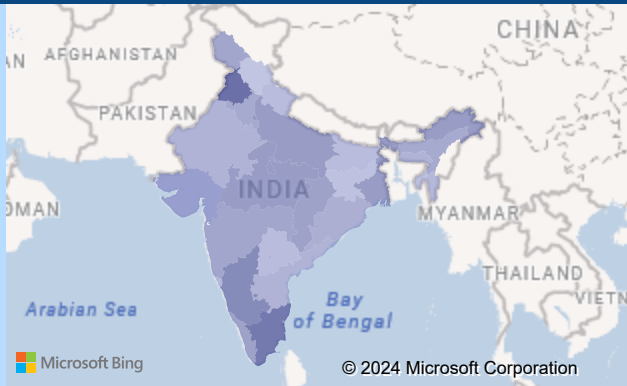 CHINA
AFGHANISTAN
AN
PAKISTAN
INDIA
OMAN
MYANMAR
THAILAND
VIETN
Arabian Sea
Bay
of Bengal
Microsoft Bing
© 2024 Microsoft Corporation